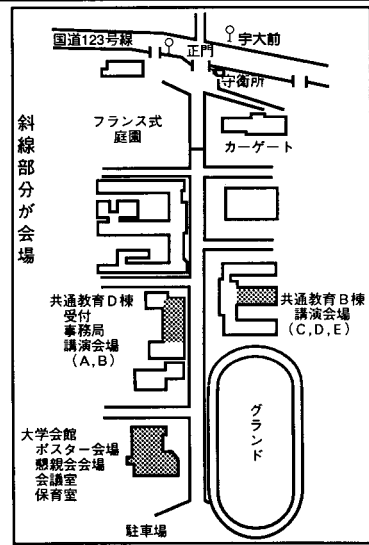 国道123号線
正門
宇大前
守衛所
フランス式
庭園
カーゲート
斜線部分が会場
共通教育D棟
受付
事務局
講演会場
(A,B)
共通教育B棟
講演会場
(C,D,E)
グランド
大学会館
ポスター会場
懇親会会場
会議室
保育室
駐車場